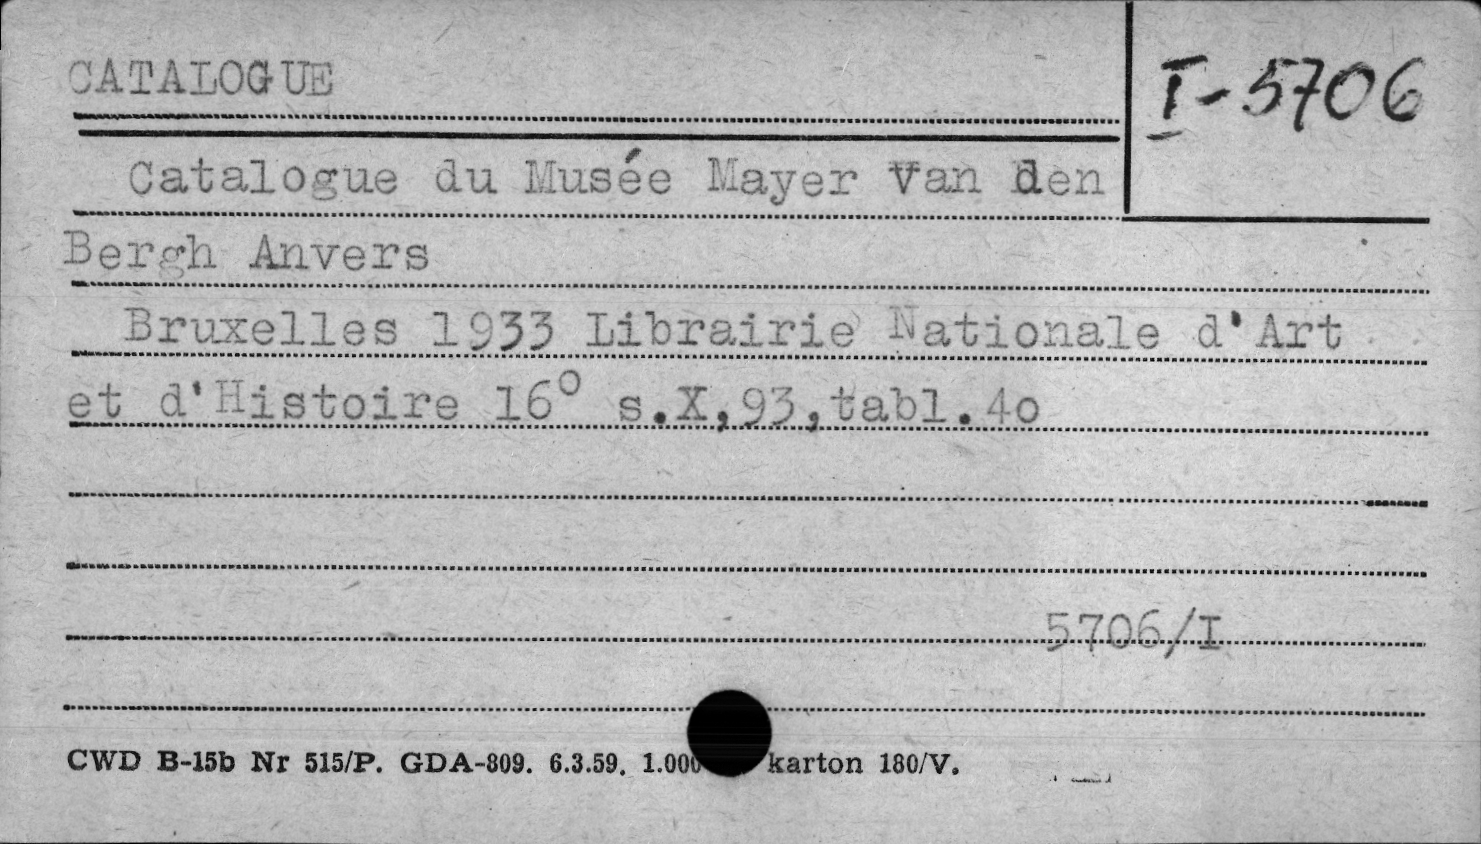 CATALOGUE
I-5706
Catalogue du Musée Mayer Van den
Bergh Anvers
Bruxelles 1933 Librairie Nationale d'Art
et d'Histoire 16° s.X,93,tabl.40
5706/I
CWD B-15b Nr 515/P. GDA-809. 6.3.59. 1.000 karton 180/V.